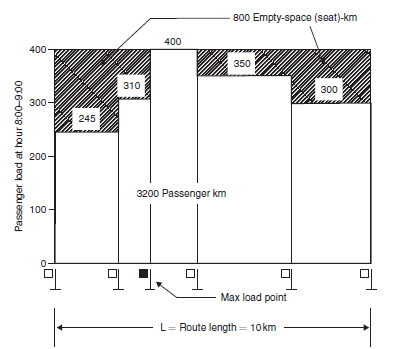 800 Empty-space (seat)-km
400
400
350
310
300
300
245
200
3200 Passenger km
100
0
Passenger load at hour 8:00–9:00
Max load point
L = Route length = 10 km